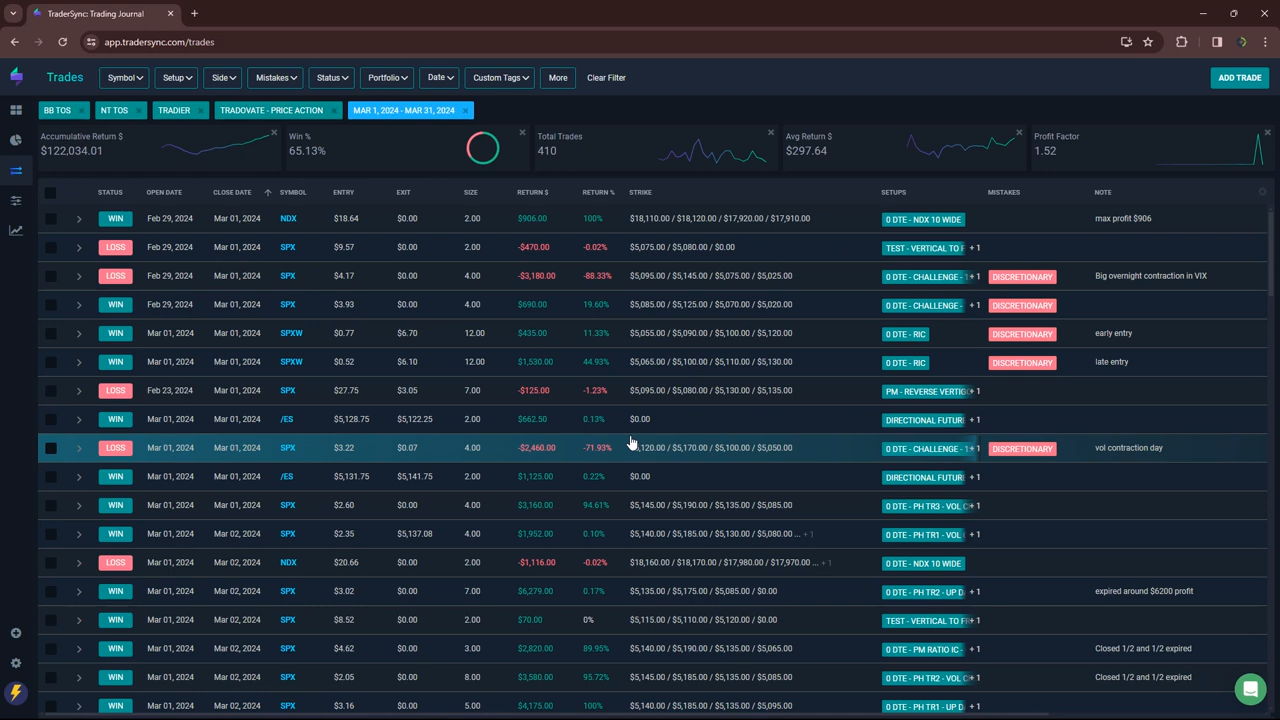 TraderSync: Trading Journal
app.tradersync.com/trades
Trades Symbol Setup Side Mistakes Status Portfolio Date Custom Tags More Clear Filter ADD TRADE
BB TOS NT TOS TRADIER TRADOVATE - PRICE ACTION MAR 1, 2024 - MAR 31, 2024
Accumulative Return $ Win % Total Trades Avg Return $ Profit Factor
$122,034.01 65.13% 410 $297.64 1.52
STATUS OPEN DATE CLOSE DATE SYMBOL ENTRY EXIT SIZE RETURN $ RETURN % STRIKE SETUPS MISTAKES NOTE
WIN Feb 29, 2024 Mar 01, 2024 NDX $18.64 $0.00 2.00 $906.00 100% $18,110.00 / $18,120.00 / $17,920.00 / $17,910.00 0 DTE - NDX 10 WIDE max profit $906
LOSS Feb 29, 2024 Mar 01, 2024 SPX $9.57 $0.00 2.00 -$470.00 -0.02% $5,075.00 / $5,080.00 / $0.00 TEST - VERTICAL TO + 1
LOSS Feb 29, 2024 Mar 01, 2024 SPX $4.17 $0.00 4.00 -$3,180.00 -88.33% $5,095.00 / $5,145.00 / $5,075.00 / $5,025.00 0 DTE - CHALLENGE - + 1 DISCRETIONARY Big overnight contraction in VIX
WIN Feb 29, 2024 Mar 01, 2024 SPX $3.93 $0.00 4.00 $690.00 19.60% $5,085.00 / $5,125.00 / $5,070.00 / $5,020.00 0 DTE - CHALLENGE - + 1 DISCRETIONARY
WIN Mar 01, 2024 Mar 01, 2024 SPXW $0.77 $6.70 12.00 $435.00 11.33% $5,055.00 / $5,090.00 / $5,100.00 / $5,120.00 0 DTE - RIC DISCRETIONARY early entry
WIN Mar 01, 2024 Mar 01, 2024 SPXW $0.52 $6.10 12.00 $1,530.00 44.93% $5,065.00 / $5,100.00 / $5,110.00 / $5,130.00 0 DTE - RIC DISCRETIONARY late entry
LOSS Feb 23, 2024 Mar 01, 2024 SPX $27.75 $3.05 7.00 -$125.00 -1.23% $5,095.00 / $5,080.00 / $5,130.00 / $5,135.00 PM - REVERSE + 1
WIN Mar 01, 2024 Mar 01, 2024 /ES $5,128.75 $5,122.25 2.00 $662.50 0.13% $0.00 DIRECTIONAL + 1
LOSS Mar 01, 2024 Mar 01, 2024 SPX $3.22 $0.07 4.00 -$2,460.00 -71.93% ,120.00 / $5,170.00 / $5,100.00 / $5,050.00 0 DTE - CHALLENGE - + 1 DISCRETIONARY vol contraction day
WIN Mar 01, 2024 Mar 01, 2024 /ES $5,131.75 $5,141.75 2.00 $1,125.00 0.22% $0.00 DIRECTIONAL + 1
WIN Mar 01, 2024 Mar 01, 2024 SPX $2.60 $0.00 4.00 $3,160.00 94.61% $5,145.00 / $5,190.00 / $5,135.00 / $5,085.00 0 DTE - PH TR3 - VOL + 1
WIN Mar 01, 2024 Mar 02, 2024 SPX $2.35 $5,137.08 4.00 $1,952.00 0.10% $5,140.00 / $5,185.00 / $5,130.00 / $5,080.00 ... + 1 0 DTE - PH TR1 - VOL + 1
LOSS Mar 01, 2024 Mar 02, 2024 NDX $20.66 $0.00 2.00 -$1,116.00 -0.02% $18,160.00 / $18,170.00 / $17,980.00 / $17,970.00 ... + 1 0 DTE - NDX 10 WIDE
WIN Mar 01, 2024 Mar 02, 2024 SPX $3.02 $0.00 7.00 $6,279.00 0.17% $5,135.00 / $5,175.00 / $5,085.00 / $0.00 0 DTE - PH TR2 - UP + 1 expired around $6200 profit
WIN Mar 01, 2024 Mar 02, 2024 SPX $8.52 $0.00 2.00 $70.00 0% $5,115.00 / $5,110.00 / $5,120.00 / $0.00 TEST - VERTICAL TO + 1
WIN Mar 01, 2024 Mar 02, 2024 SPX $4.62 $0.00 3.00 $2,820.00 89.95% $5,140.00 / $5,190.00 / $5,135.00 / $5,065.00 0 DTE - PM RATIO IC - + 1 Closed 1/2 and 1/2 expired
WIN Mar 01, 2024 Mar 02, 2024 SPX $2.05 $0.00 8.00 $3,580.00 95.72% $5,145.00 / $5,185.00 / $5,135.00 / $5,085.00 0 DTE - PH TR2 - VOL + 1 Closed 1/2 and 1/2 expired
WIN Mar 01, 2024 Mar 02, 2024 SPX $3.16 $0.00 5.00 $4,175.00 100% $5,145.00 / $5,190.00 / $5,135.00 / $5,095.00 0 DTE - PH TR1 - UP + 1